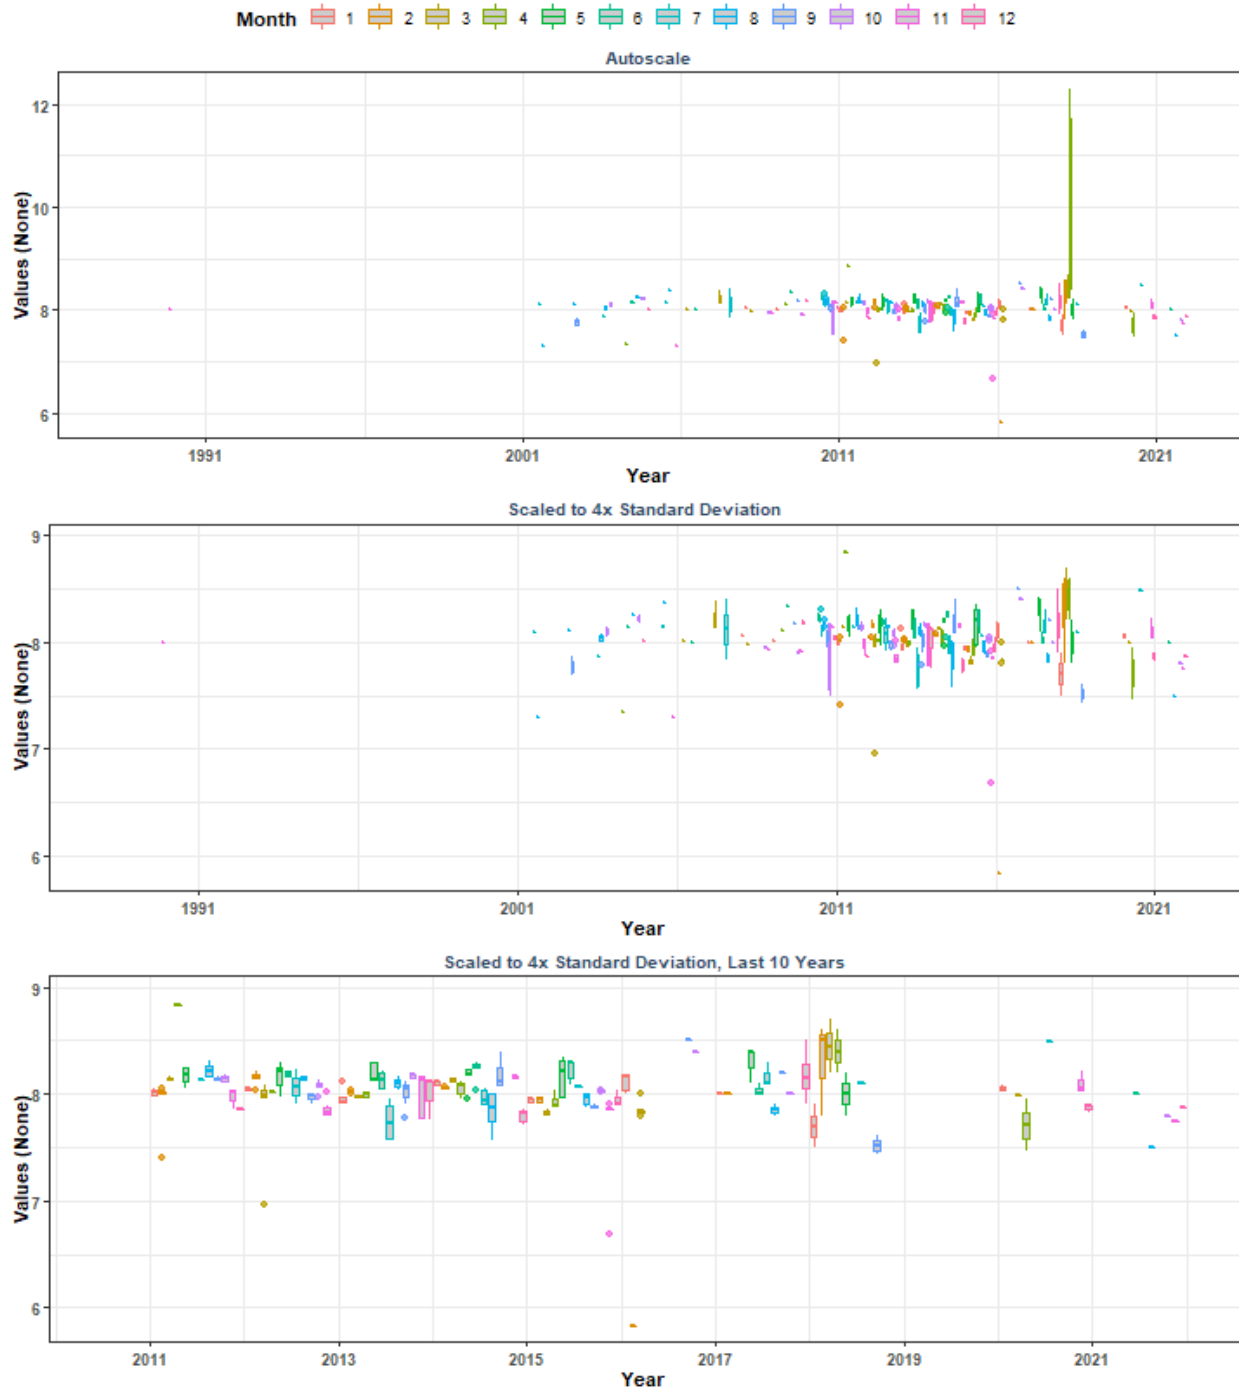 Month 1 2 3 4 5 6 7 8 9 10 11 12
Autoscale
12
10
8
6
Values (None)
1991 2001 2011 2021
Year
Scaled to 4x Standard Deviation
9
8
7
6
Values (None)
1991 2001 2011 2021
Year
Scaled to 4x Standard Deviation, Last 10 Years
9
8
7
6
Values (None)
2011 2013 2015 2017 2019 2021
Year